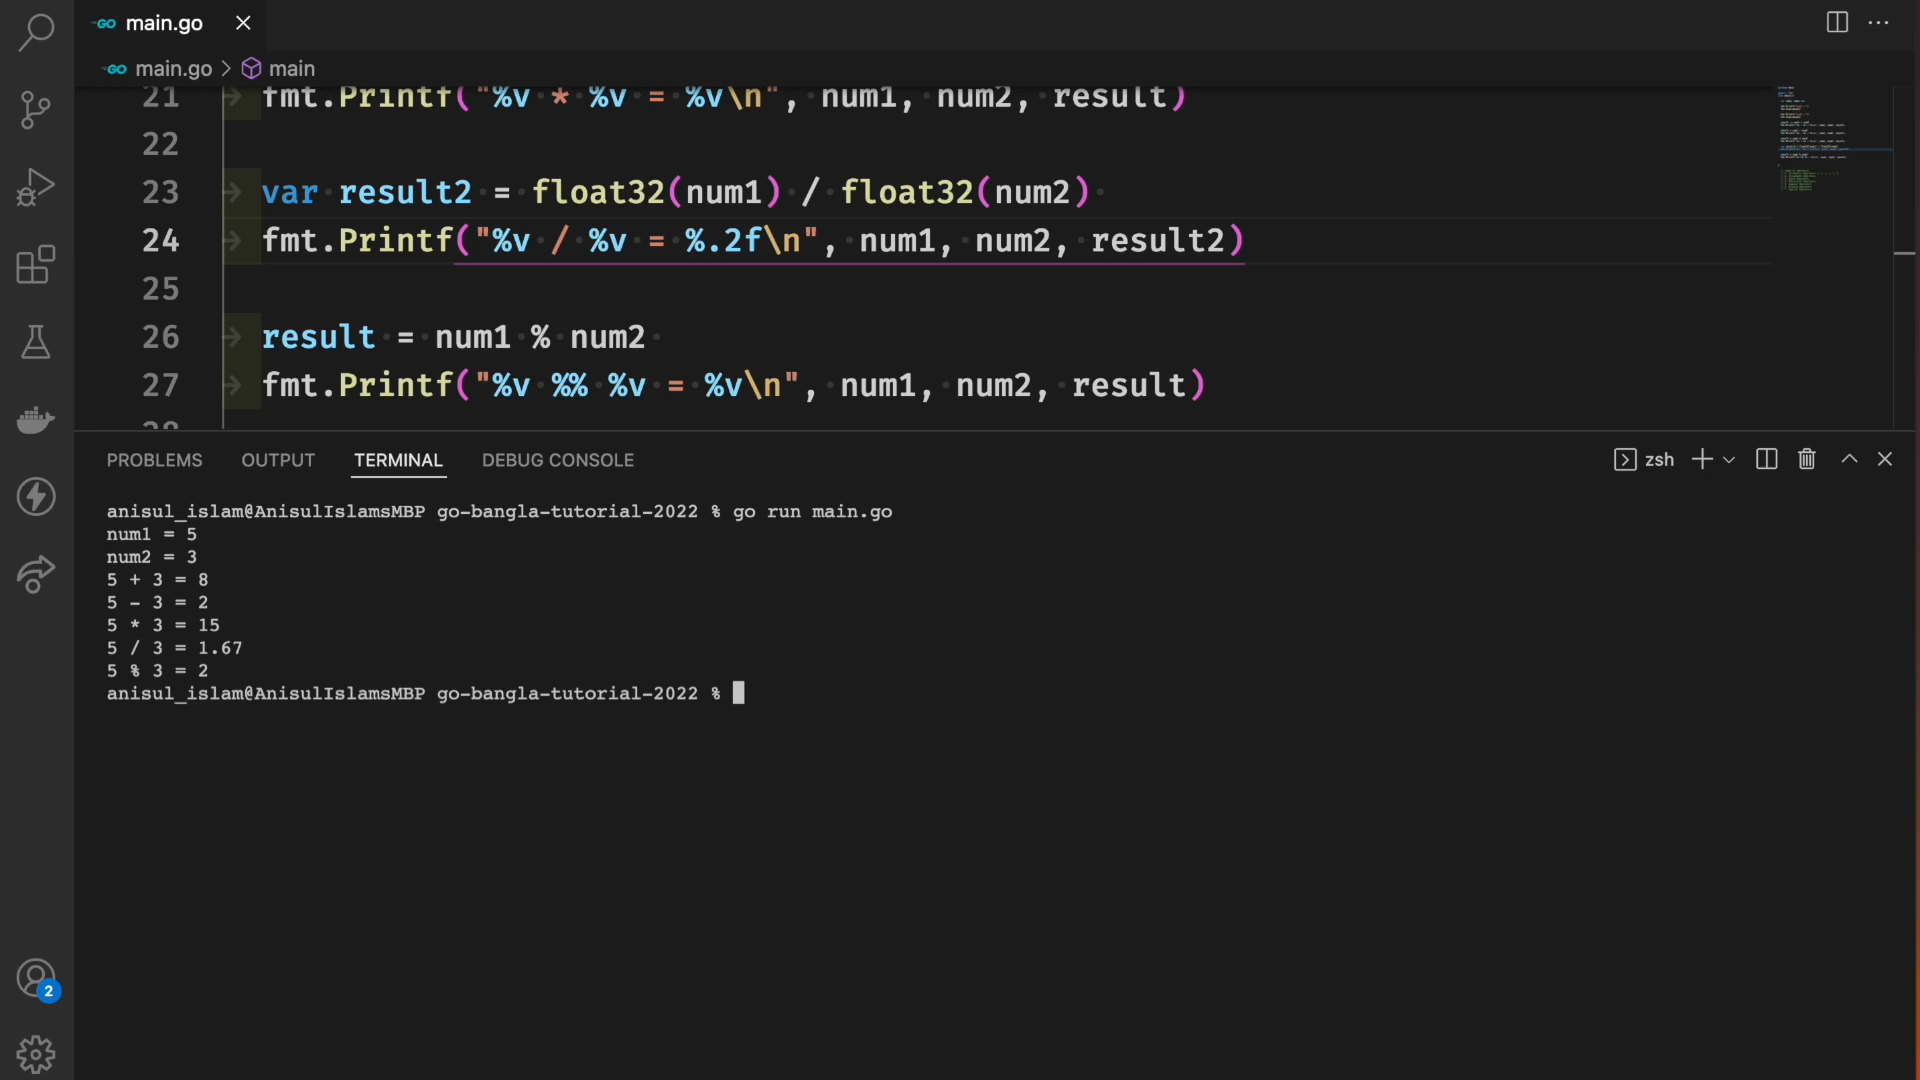 GO main.go
GO main.go > main
21 fmt.Printf("%v * %v = %v\n", num1, num2, result)
22
23 var result2 = float32(num1) / float32(num2)
24 fmt.Printf("%v / %v = %.2f\n", num1, num2, result2)
25
26 result = num1 % num2
27 fmt.Printf("%v %% %v = %v\n", num1, num2, result)
28
PROBLEMS OUTPUT TERMINAL DEBUG CONSOLE zsh
anisul_islam@AnisulIslamsMBP go-bangla-tutorial-2022 % go run main.go
num1 = 5
num2 = 3
5 + 3 = 8
5 - 3 = 2
5 * 3 = 15
5 / 3 = 1.67
5 % 3 = 2
anisul_islam@AnisulIslamsMBP go-bangla-tutorial-2022 %
2